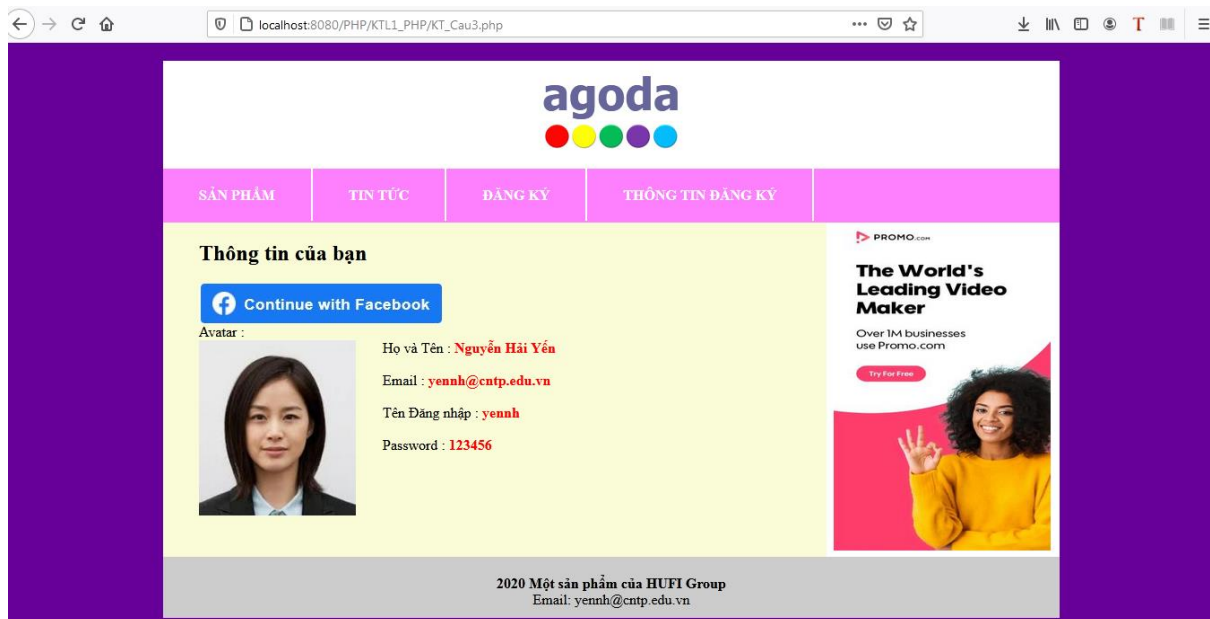 localhost:8080/PHP/KTL1_PHP/KT_Cau3.php
T
agoda
SẢN PHẨM
TIN TỨC
ĐĂNG KÝ
THÔNG TIN ĐĂNG KÝ
Thông tin của bạn
Continue with Facebook
Avatar :
Họ và Tên : Nguyễn Hải Yến
Email : yennh@cntp.edu.vn
Tên Đăng nhập : yennh
Password : 123456
PROMO.com
The World's
Leading Video
Maker
Over 1M businesses
use Promo.com
Try For Free
2020 Một sản phẩm của HUFI Group
Email: yennh@cntp.edu.vn